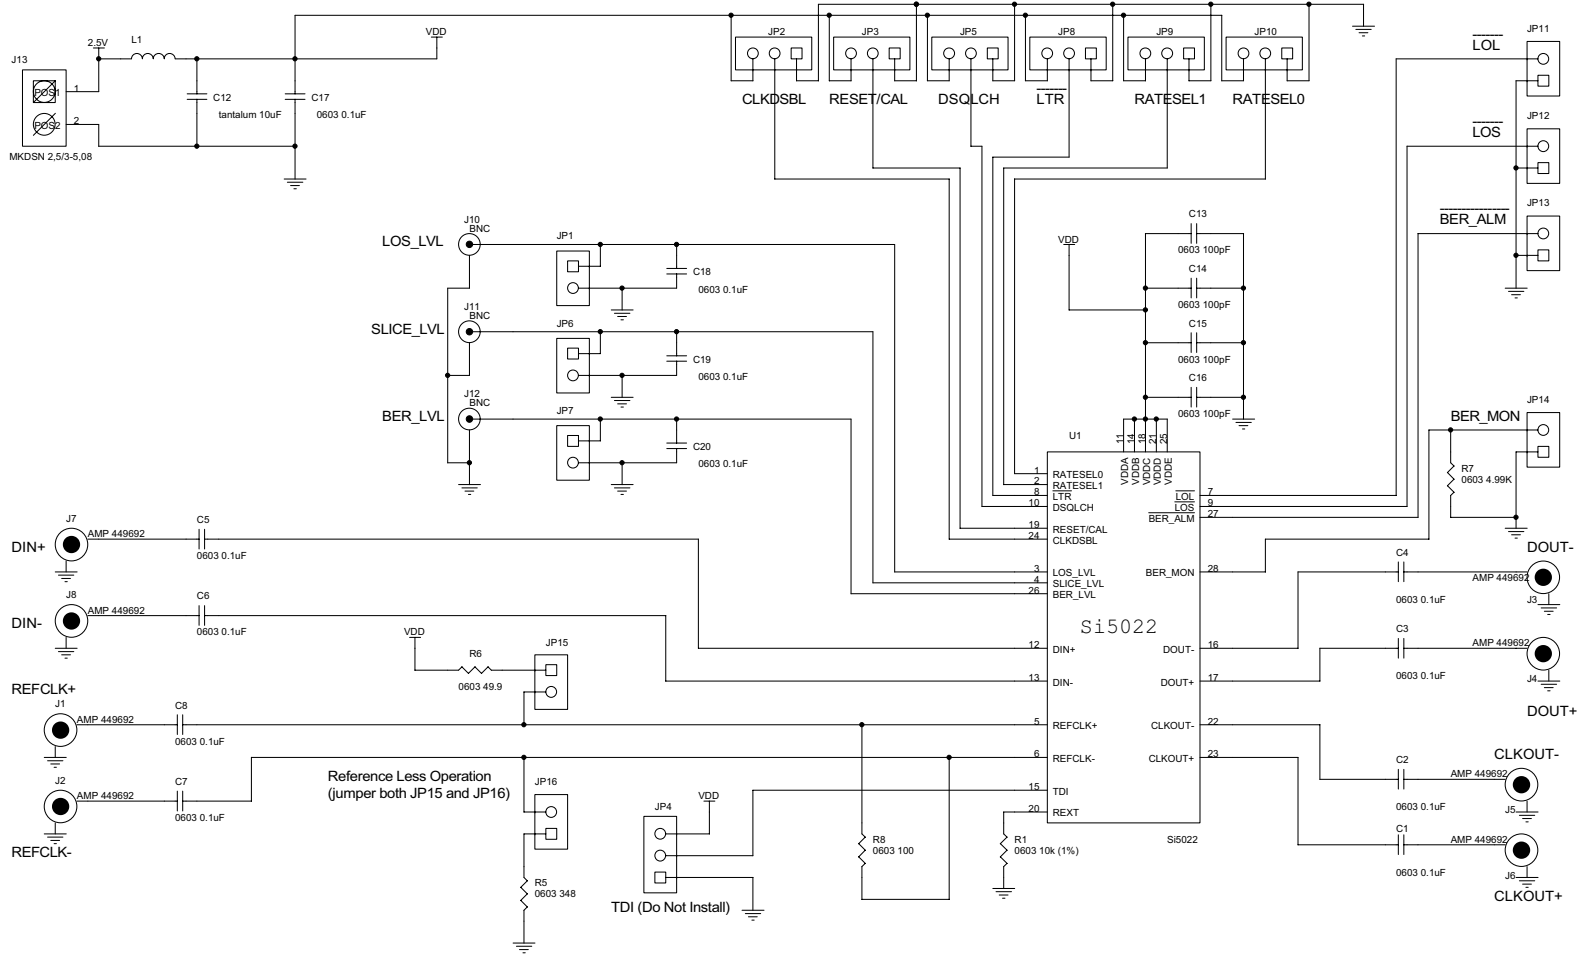 2.5V
L1
VDD
J13
POS1
1
POS2
2
MKDSN 2,5/3-5,08
C12
tantalum 10uF
C17
0603 0.1uF
JP2
JP3
JP5
JP8
JP9
JP10
CLKDSBL
RESET/CAL
DSQLCH
LTR
RATESEL1
RATESEL0
LOL
JP11
LOS
JP12
BER_ALM
JP13
LOS_LVL
J10
BNC
JP1
C18
0603 0.1uF
SLICE_LVL
J11
BNC
JP6
C19
0603 0.1uF
BER_LVL
J12
BNC
JP7
C20
0603 0.1uF
VDD
C13
0603 100pF
C14
0603 100pF
C15
0603 100pF
C16
0603 100pF
BER_MON
JP14
R7
0603 4.99K
U1
11
14
18
21
25
VDDA
VDDB
VDDC
VDDD
VDDE
1
RATESEL0
2
RATESEL1
8
LTR
10
DSQLCH
19
RESET/CAL
24
CLKDSBL
3
LOS_LVL
4
SLICE_LVL
26
BER_LVL
12
DIN+
13
DIN-
5
REFCLK+
6
REFCLK-
15
TDI
20
REXT
Si5022
LOL
7
LOS
9
BER_ALM
27
BER_MON
28
DOUT-
16
DOUT+
17
CLKOUT-
22
CLKOUT+
23
Si5022
DIN+
J7
AMP 449692
C5
0603 0.1uF
DIN-
J8
AMP 449692
C6
0603 0.1uF
VDD
R6
0603 49.9
JP15
REFCLK+
J1
AMP 449692
C8
0603 0.1uF
J2
AMP 449692
C7
0603 0.1uF
REFCLK-
Reference Less Operation
(jumper both JP15 and JP16)
JP16
R5
0603 348
JP4
VDD
TDI (Do Not Install)
R8
0603 100
R1
0603 10k (1%)
DOUT-
C4
AMP 449692
0603 0.1uF
J3
C3
AMP 449692
0603 0.1uF
J4
DOUT+
CLKOUT-
C2
AMP 449692
0603 0.1uF
J5
C1
AMP 449692
0603 0.1uF
J6
CLKOUT+